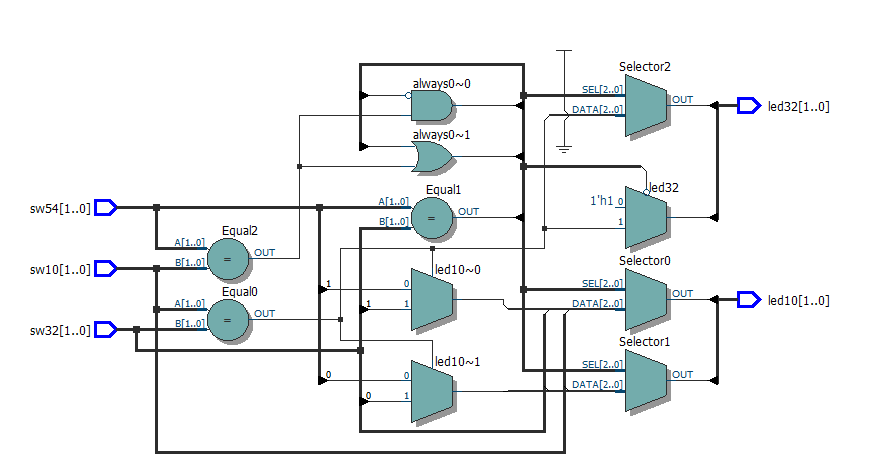 Selector2
always0~0
SEL[2..0]
DATA[2..0]
OUT
led32[1..0]
always0~1
Equal1
led32
sw54[1..0]
A[1..0]
B[1..0]
=
OUT
1'h1
0
1
Equal2
A[1..0]
B[1..0]
=
OUT
sw10[1..0]
led10~0
Selector0
1
0
1
1
SEL[2..0]
DATA[2..0]
OUT
led10[1..0]
Equal0
A[1..0]
B[1..0]
=
OUT
sw32[1..0]
led10~1
Selector1
0
0
0
1
SEL[2..0]
DATA[2..0]
OUT